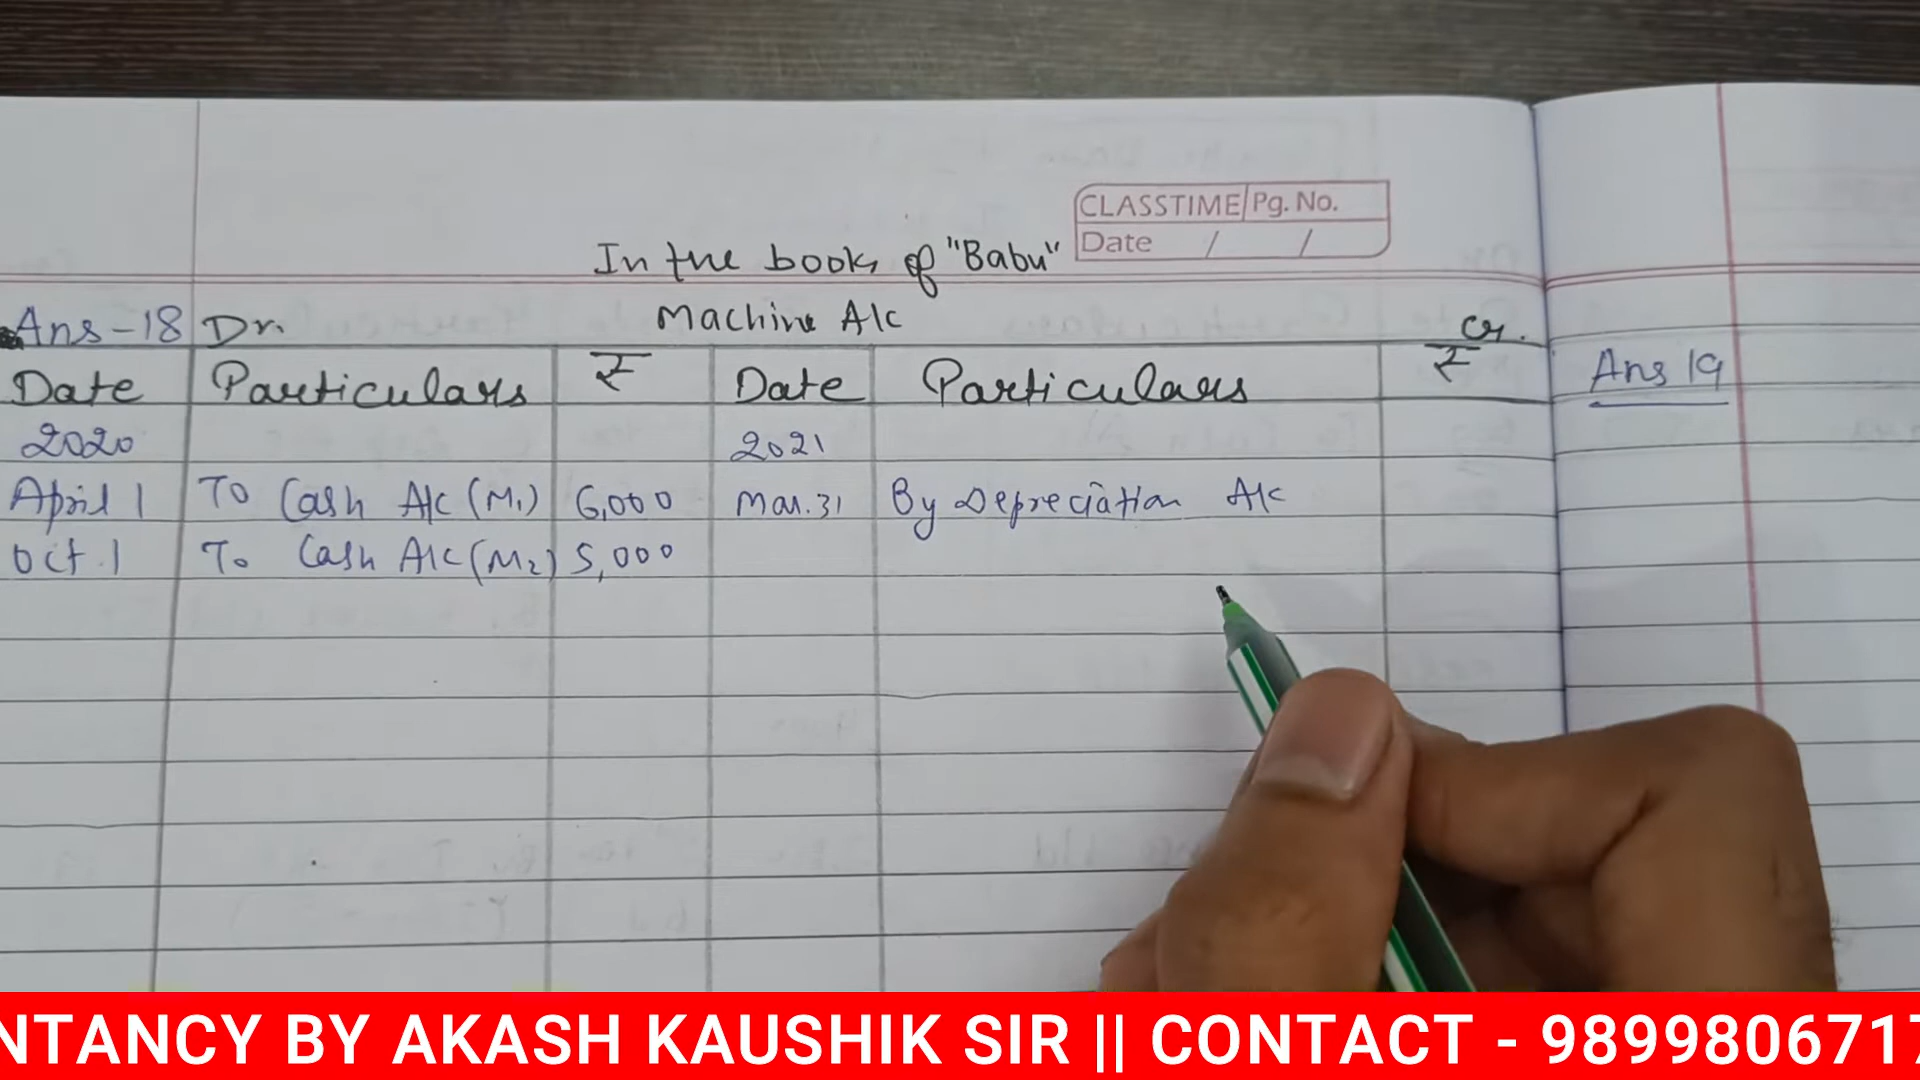 CLASSTIME Pg. No.
Date / /
In the books of "Babu"
Machine A/c
Ans-18 Dr. Cr.
Date Particulars ₹ Date Particulars ₹
2020 2021
April 1 To Cash A/c (M1) 6,000 Mar. 31 By Depreciation A/c
Oct. 1 To Cash A/c (M2) 5,000
Ans 19
NTANCY BY AKASH KAUSHIK SIR || CONTACT - 9899806717